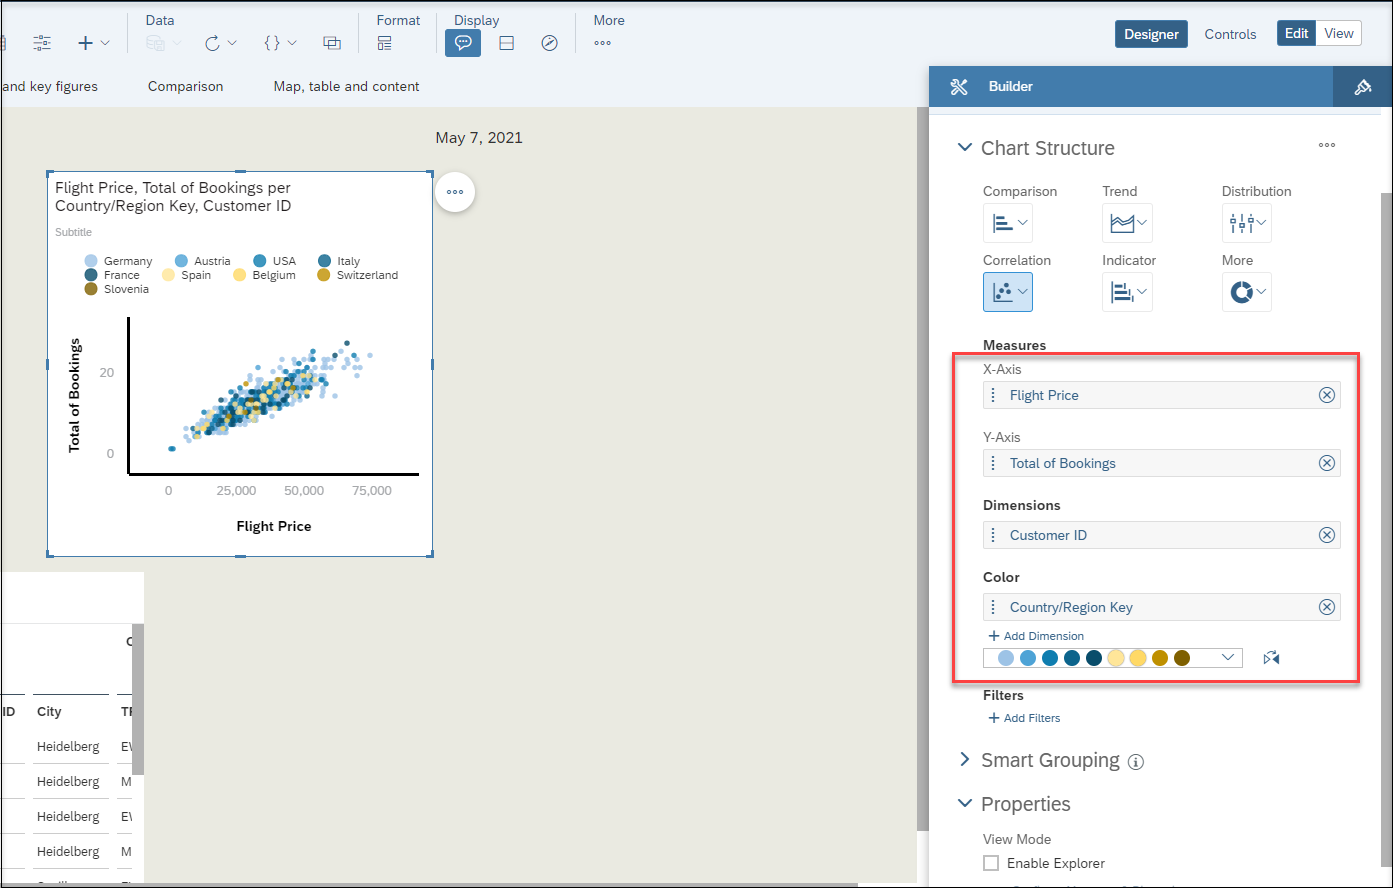 Data
Format
Display
More
Designer
Controls
Edit
View
and key figures
Comparison
Map, table and content
Builder
May 7, 2021
Flight Price, Total of Bookings per
Country/Region Key, Customer ID
Subtitle
Germany
Austria
USA
Italy
France
Spain
Belgium
Switzerland
Slovenia
Total of Bookings
20
0
0
25,000
50,000
75,000
Flight Price
C
ID
City
Heidelberg
Heidelberg
M
Heidelberg
Heidelberg
M
Chart Structure
Comparison
Trend
Distribution
Correlation
Indicator
More
Measures
X-Axis
Flight Price
Y-Axis
Total of Bookings
Dimensions
Customer ID
Color
Country/Region Key
+ Add Dimension
Filters
+ Add Filters
Smart Grouping
Properties
View Mode
Enable Explorer